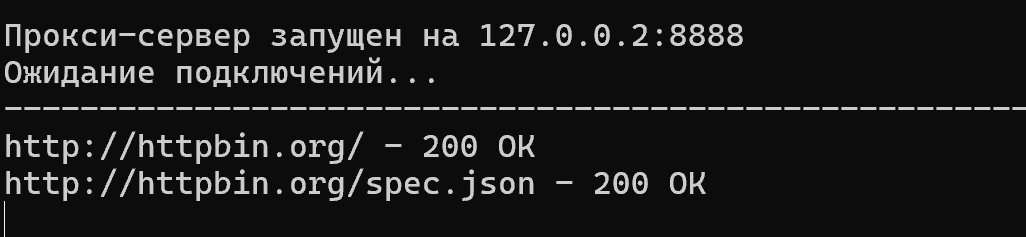 Прокси-сервер запущен на 127.0.0.2:8888
Ожидание подключений...
------------------------------------------------------
http://httpbin.org/ - 200 OK
http://httpbin.org/spec.json - 200 OK